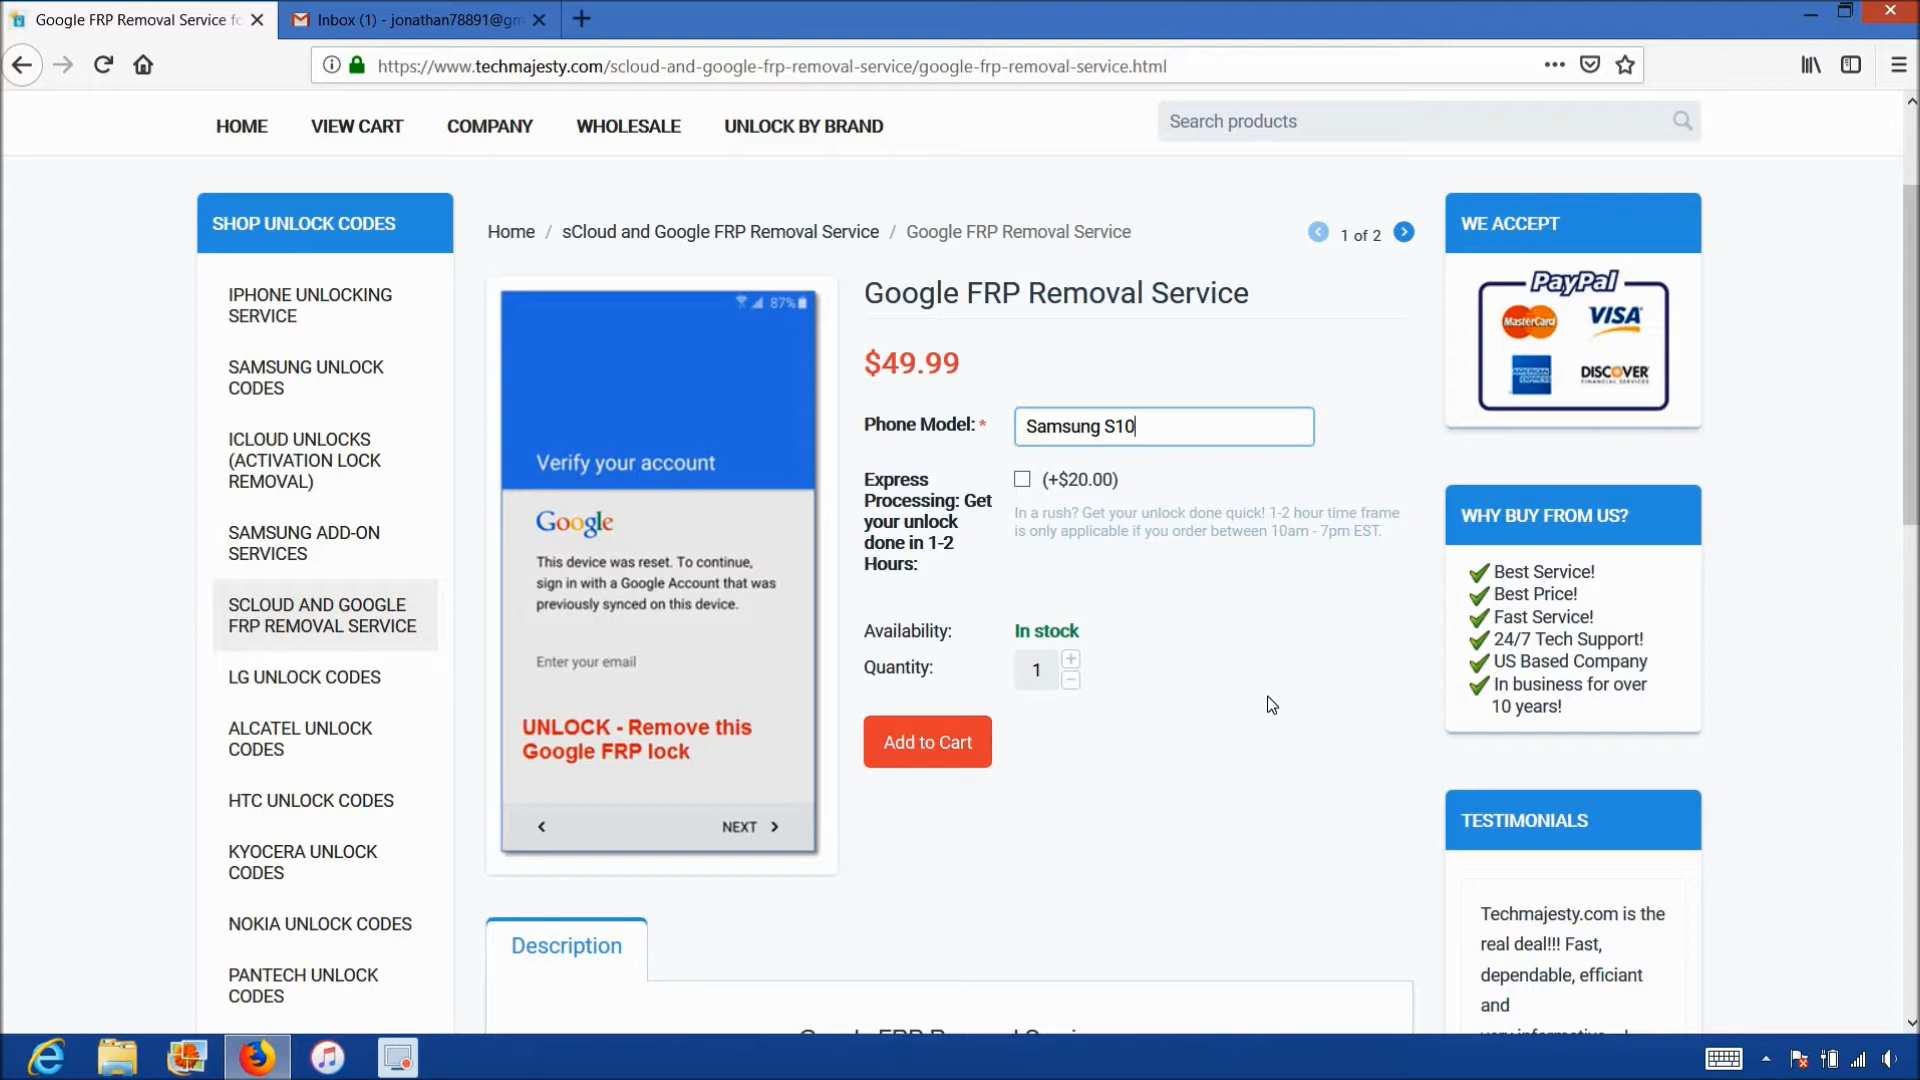 Google FRP Removal Service fo
Inbox (1) - jonathan78891@gm
https://www.techmajesty.com/scloud-and-google-frp-removal-service/google-frp-removal-service.html
HOME
VIEW CART
COMPANY
WHOLESALE
UNLOCK BY BRAND
Search products
SHOP UNLOCK CODES
IPHONE UNLOCKING
SERVICE
SAMSUNG UNLOCK
CODES
ICLOUD UNLOCKS
(ACTIVATION LOCK
REMOVAL)
SAMSUNG ADD-ON
SERVICES
SCLOUD AND GOOGLE
FRP REMOVAL SERVICE
LG UNLOCK CODES
ALCATEL UNLOCK
CODES
HTC UNLOCK CODES
KYOCERA UNLOCK
CODES
NOKIA UNLOCK CODES
PANTECH UNLOCK
CODES
Home / sCloud and Google FRP Removal Service / Google FRP Removal Service
1 of 2
87%
Verify your account
Google
This device was reset. To continue,
sign in with a Google Account that was
previously synced on this device.
Enter your email
UNLOCK - Remove this
Google FRP lock
NEXT
Google FRP Removal Service
$49.99
Phone Model: *
Samsung S10
Express
Processing: Get
your unlock
done in 1-2
Hours:
(+$20.00)
In a rush? Get your unlock done quick! 1-2 hour time frame
is only applicable if you order between 10am - 7pm EST.
Availability:
In stock
Quantity:
1
Add to Cart
Description
WE ACCEPT
PayPal
MasterCard
VISA
AMERICAN
EXPRESS
DISCOVER
FINANCIAL SERVICES
WHY BUY FROM US?
Best Service!
Best Price!
Fast Service!
24/7 Tech Support!
US Based Company
In business for over
10 years!
TESTIMONIALS
Techmajesty.com is the
real deal!!! Fast,
dependable, efficiant
and